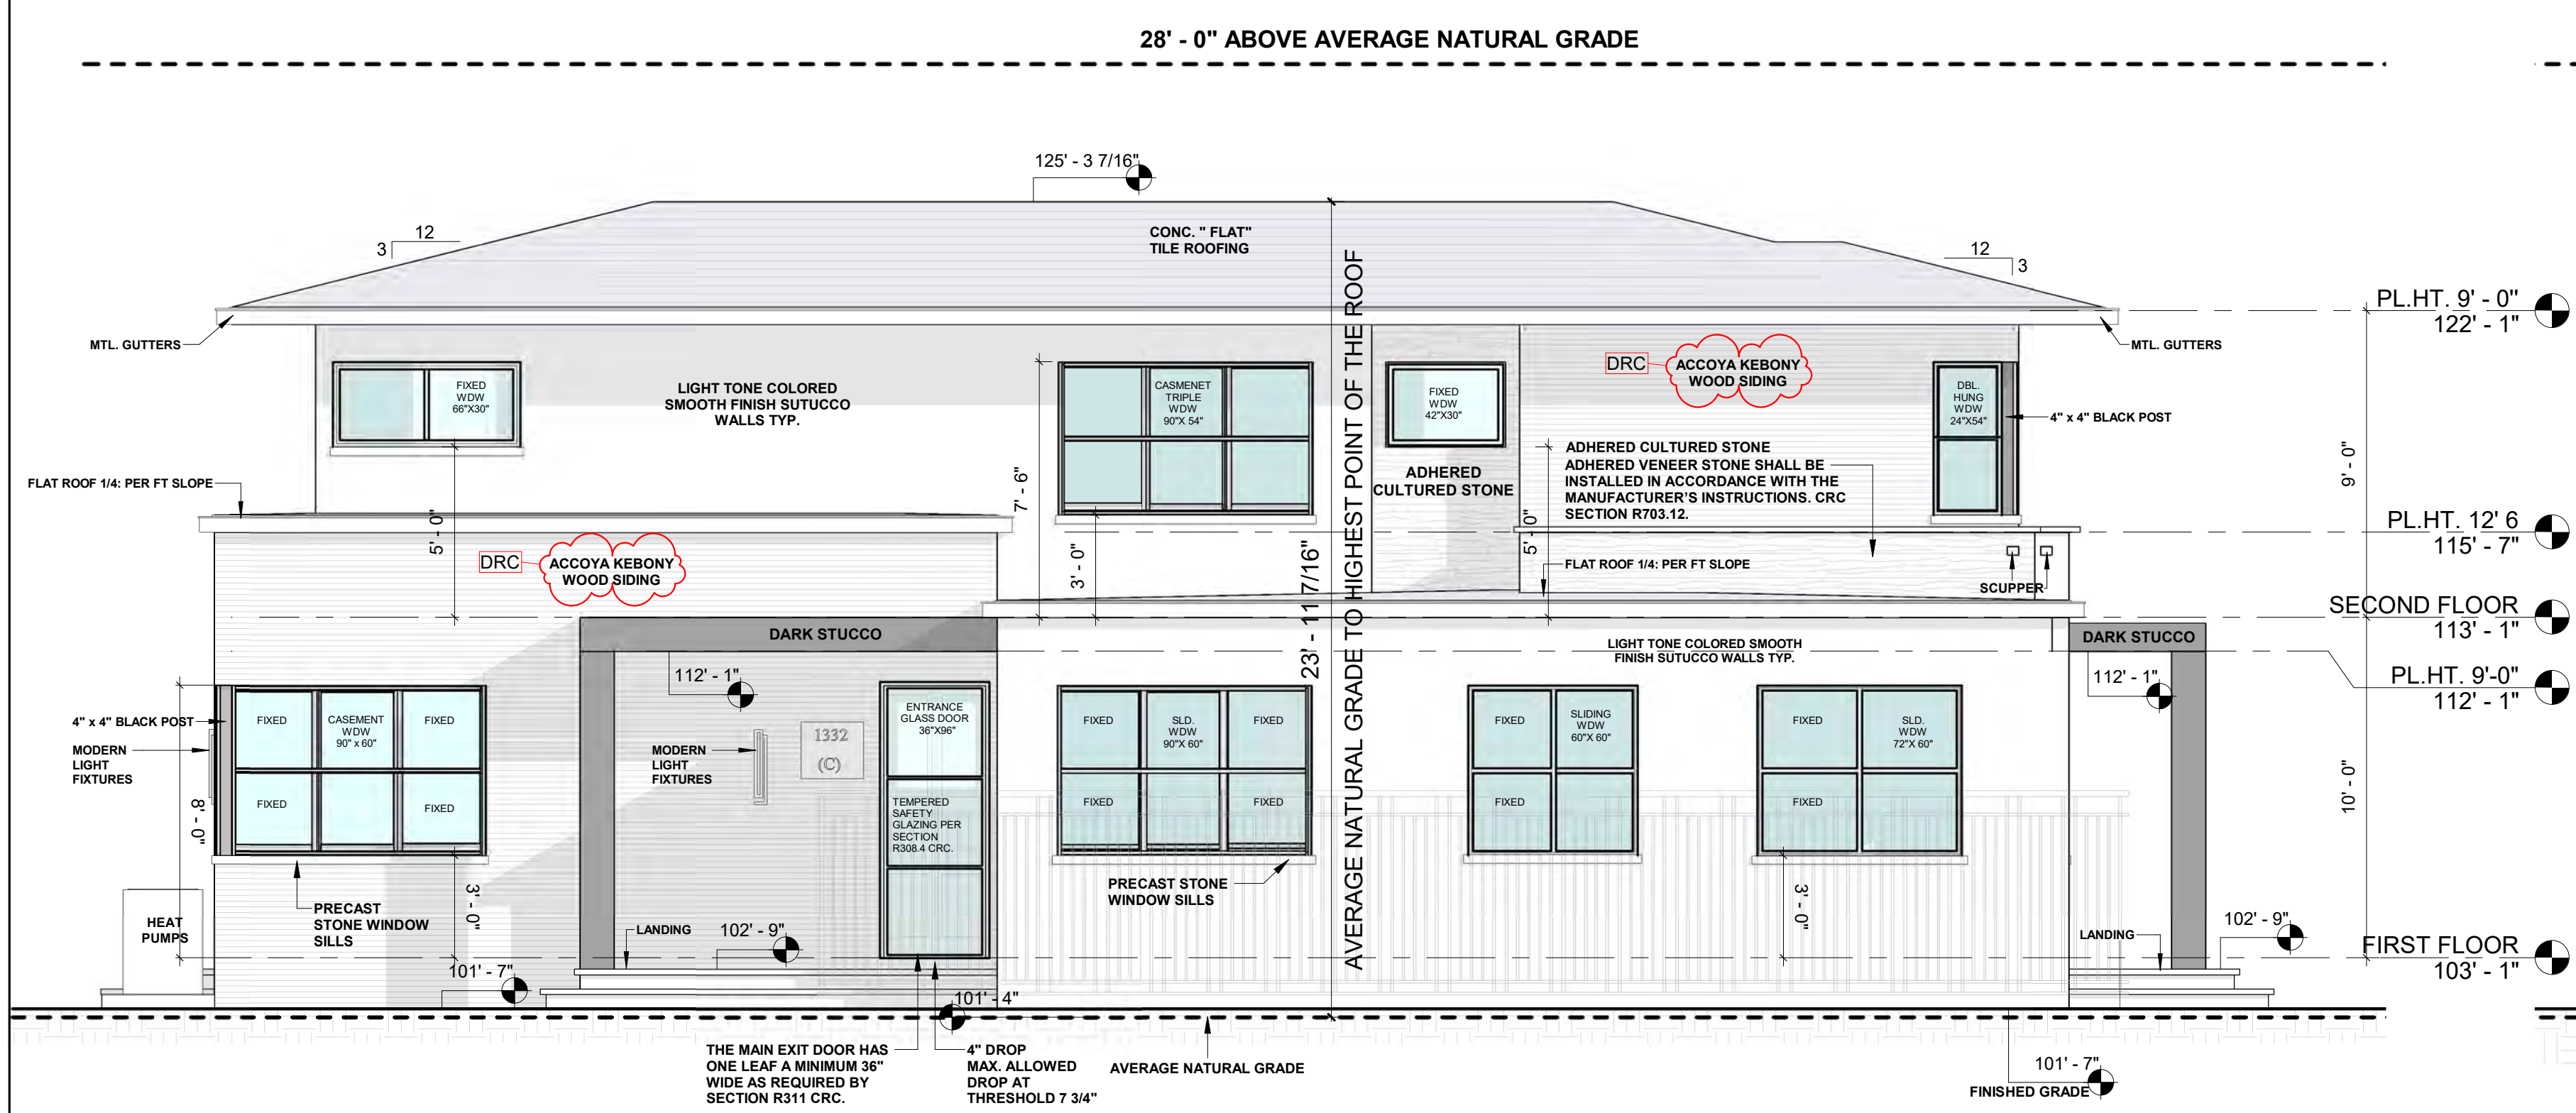 28' - 0" ABOVE AVERAGE NATURAL GRADE
125' - 3 7/16"
12
3
CONC. " FLAT"
TILE ROOFING
12
3
MTL. GUTTERS
MTL. GUTTERS
PL.HT. 9' - 0"
122' - 1"
FIXED
WDW
66"X30"
LIGHT TONE COLORED
SMOOTH FINISH SUTUCCO
WALLS TYP.
CASMENET
TRIPLE
WDW
90"X 54"
FIXED
WDW
42"X30"
DRC
ACCOYA KEBONY
WOOD SIDING
DBL.
HUNG
WDW
24"X54"
4" x 4" BLACK POST
FLAT ROOF 1/4: PER FT SLOPE
5' - 0"
7' - 6"
3' - 0"
ADHERED
CULTURED STONE
ADHERED CULTURED STONE
ADHERED VENEER STONE SHALL BE
INSTALLED IN ACCORDANCE WITH THE
MANUFACTURER'S INSTRUCTIONS. CRC
SECTION R703.12.
5' - 0"
FLAT ROOF 1/4: PER FT SLOPE
SCUPPER
9' - 0"
PL.HT. 12' 6
115' - 7"
DRC
ACCOYA KEBONY
WOOD SIDING
23' - 11 7/16"
AVERAGE NATURAL GRADE TO HIGHEST POINT OF THE ROOF
SECOND FLOOR
113' - 1"
DARK STUCCO
LIGHT TONE COLORED SMOOTH
FINISH SUTUCCO WALLS TYP.
DARK STUCCO
112' - 1"
112' - 1"
PL.HT. 9'-0"
112' - 1"
4" x 4" BLACK POST
MODERN
LIGHT
FIXTURES
FIXED
CASEMENT
WDW
90" x 60"
FIXED
FIXED
FIXED
8' - 0"
MODERN
LIGHT
FIXTURES
1332
(C)
ENTRANCE
GLASS DOOR
36"X96"
TEMPERED
SAFETY
GLAZING PER
SECTION
R308.4 CRC.
FIXED
SLD.
WDW
90"X 60"
FIXED
FIXED
FIXED
FIXED
SLIDING
WDW
60"X 60"
FIXED
FIXED
SLD.
WDW
72"X 60"
FIXED
10' - 0"
HEAT
PUMPS
PRECAST
STONE WINDOW
SILLS
3' - 0"
LANDING
102' - 9"
PRECAST STONE
WINDOW SILLS
3' - 0"
LANDING
102' - 9"
FIRST FLOOR
103' - 1"
101' - 7"
101' - 4"
THE MAIN EXIT DOOR HAS
ONE LEAF A MINIMUM 36"
WIDE AS REQUIRED BY
SECTION R311 CRC.
4" DROP
MAX. ALLOWED
DROP AT
THRESHOLD 7 3/4"
AVERAGE NATURAL GRADE
101' - 7"
FINISHED GRADE